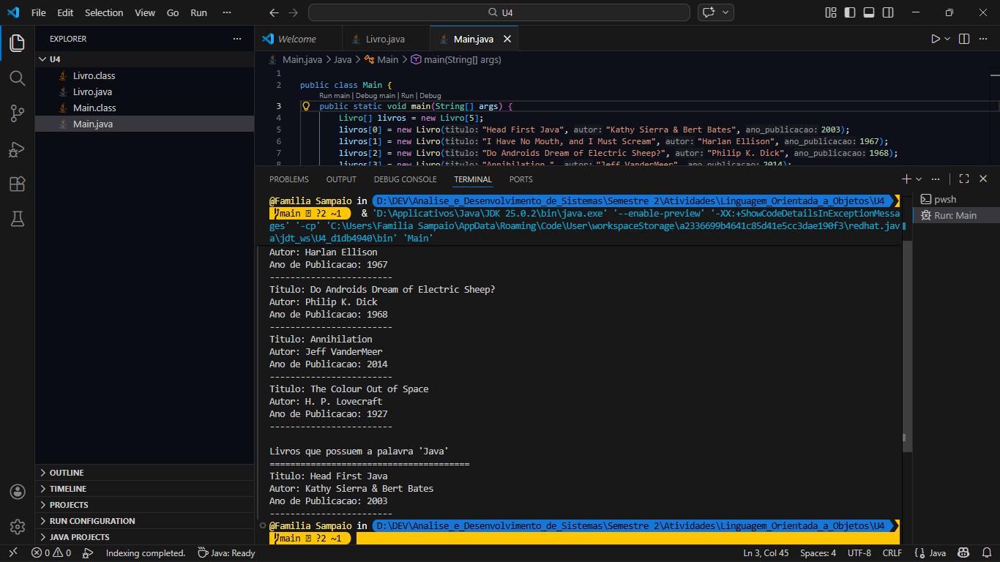 File Edit Selection View Go Run ··· U4
EXPLORER ···
U4
Livro.class
Livro.java
Main.class
Main.java
OUTLINE
TIMELINE
PROJECTS
RUN CONFIGURATION
JAVA PROJECTS
Welcome Livro.java Main.java
Main.java > Java > Main > main(String[] args)
1
2 public class Main {
Run main | Debug main | Run | Debug
3 public static void main(String[] args) {
4 Livro[] livros = new Livro[5];
5 livros[0] = new Livro(titulo: "Head First Java", autor: "Kathy Sierra & Bert Bates", ano_publicacao: 2003);
6 livros[1] = new Livro(titulo: "I Have No Mouth, and I Must Scream", autor: "Harlan Ellison", ano_publicacao: 1967);
7 livros[2] = new Livro(titulo: "Do Androids Dream of Electric Sheep?", autor: "Philip K. Dick", ano_publicacao: 1968);
8 livros[3] = new Livro(titulo: "Annihilation ", autor: "Jeff VanderMeer", ano_publicacao: 2014);
PROBLEMS OUTPUT DEBUG CONSOLE TERMINAL PORTS
pwsh
Run: Main
@Familia Sampaio in D:\DEV\Analise_e_Desenvolvimento_de_Sistemas\Semestre 2\Atividades\Linguagem_Orientada_a_Objetos\U4
main ?2 ~1 & 'D:\Applicativos\Java\JDK 25.0.2\bin\java.exe' '--enable-preview' '-XX:+ShowCodeDetailsInExceptionMessa
ges' '-cp' 'C:\Users\Familia Sampaio\AppData\Roaming\Code\User\workspaceStorage\a2336699b4641c85d41e5cc3dae190f3\redhat.jav
a\jdt_ws\U4_d1db4940\bin' 'Main'
Autor: Harlan Ellison
Ano de Publicacao: 1967
------------------------
Titulo: Do Androids Dream of Electric Sheep?
Autor: Philip K. Dick
Ano de Publicacao: 1968
------------------------
Titulo: Annihilation
Autor: Jeff VanderMeer
Ano de Publicacao: 2014
------------------------
Titulo: The Colour Out of Space
Autor: H. P. Lovecraft
Ano de Publicacao: 1927
------------------------
Livros que possuem a palavra 'Java'
=======================================
Titulo: Head First Java
Autor: Kathy Sierra & Bert Bates
Ano de Publicacao: 2003
------------------------
@Familia Sampaio in D:\DEV\Analise_e_Desenvolvimento_de_Sistemas\Semestre 2\Atividades\Linguagem_Orientada_a_Objetos\U4
main ?2 ~1
0 0 Indexing completed. Java: Ready Ln 3, Col 45 Spaces: 4 UTF-8 CRLF {} Java